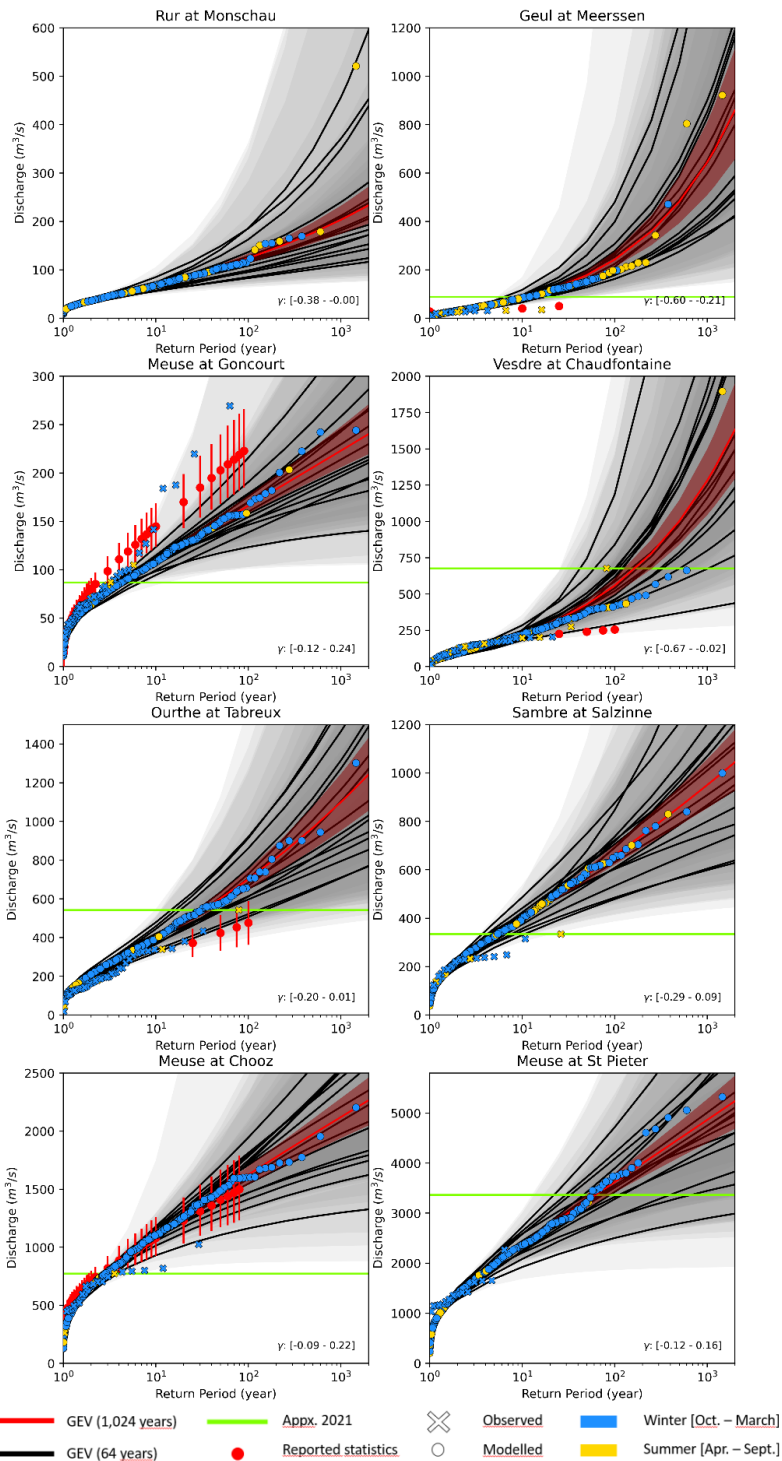 Rur at Monschau
Geul at Meerssen
Discharge (m³/s)
600
500
400
300
200
100
0
γ: [-0.38 - -0.00]
10⁰ 10¹ 10² 10³
Return Period (year)
Discharge (m³/s)
1200
1000
800
600
400
200
0
γ: [-0.60 - -0.21]
10⁰ 10¹ 10² 10³
Return Period (year)
Meuse at Goncourt
Vesdre at Chaudfontaine
Discharge (m³/s)
300
250
200
150
100
50
0
γ: [-0.12 - 0.24]
10⁰ 10¹ 10² 10³
Return Period (year)
Discharge (m³/s)
2000
1750
1500
1250
1000
750
500
250
0
γ: [-0.67 - -0.02]
10⁰ 10¹ 10² 10³
Return Period (year)
Ourthe at Tabreux
Sambre at Salzinne
Discharge (m³/s)
1400
1200
1000
800
600
400
200
0
γ: [-0.20 - 0.01]
10⁰ 10¹ 10² 10³
Return Period (year)
Discharge (m³/s)
1200
1000
800
600
400
200
0
γ: [-0.29 - 0.09]
10⁰ 10¹ 10² 10³
Return Period (year)
Meuse at Chooz
Meuse at St Pieter
Discharge (m³/s)
2500
2000
1500
1000
500
0
γ: [-0.09 - 0.22]
10⁰ 10¹ 10² 10³
Return Period (year)
Discharge (m³/s)
5000
4000
3000
2000
1000
0
γ: [-0.12 - 0.16]
10⁰ 10¹ 10² 10³
Return Period (year)
GEV (1,024 years)
Appx. 2021
Observed
Winter [Oct. – March]
GEV (64 years)
Reported statistics
Modelled
Summer [Apr. – Sept.]